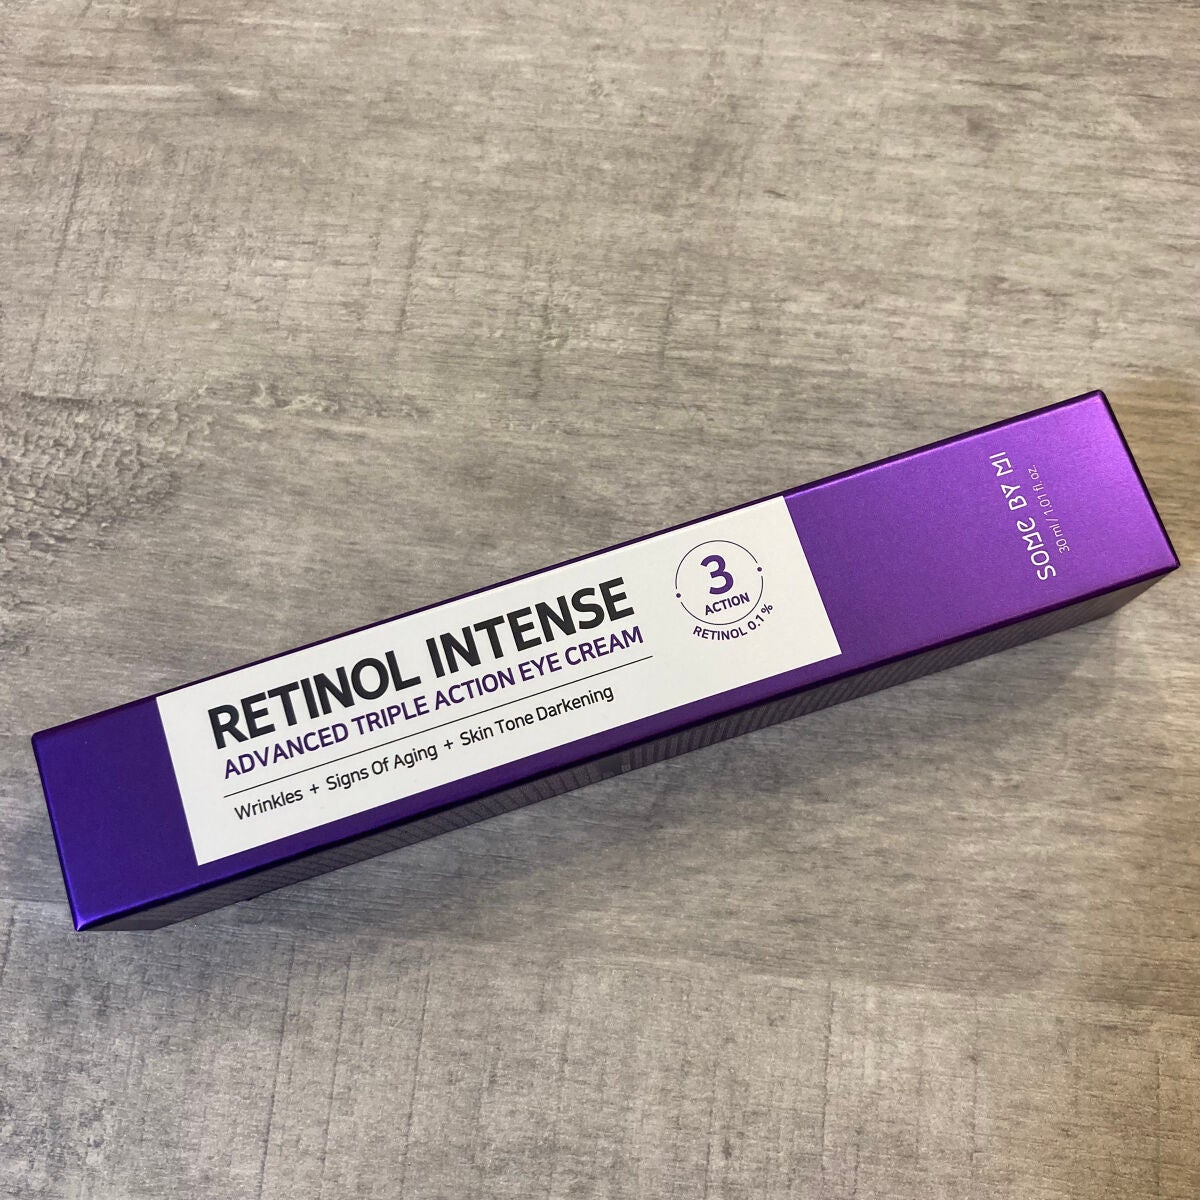 RETINOL INTENSE
ADVANCED TRIPLE ACTION EYE CREAM
Wrinkles + Signs Of Aging + Skin Tone Darkening
3
ACTION
RETINOL 0.1%
SOME BY MI
30 ml / 1.01 fl. oz.